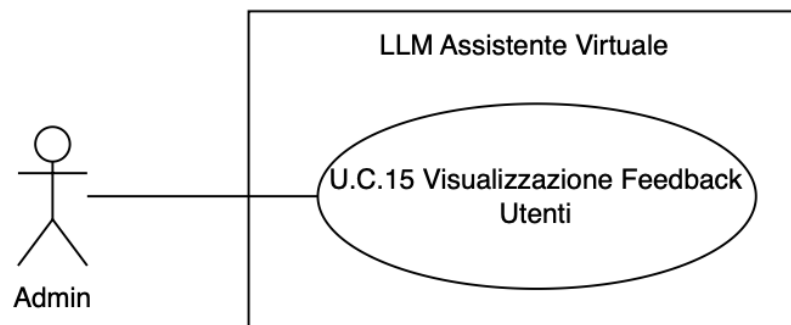 LLM Assistente Virtuale
U.C.15 Visualizzazione Feedback
Utenti
Admin